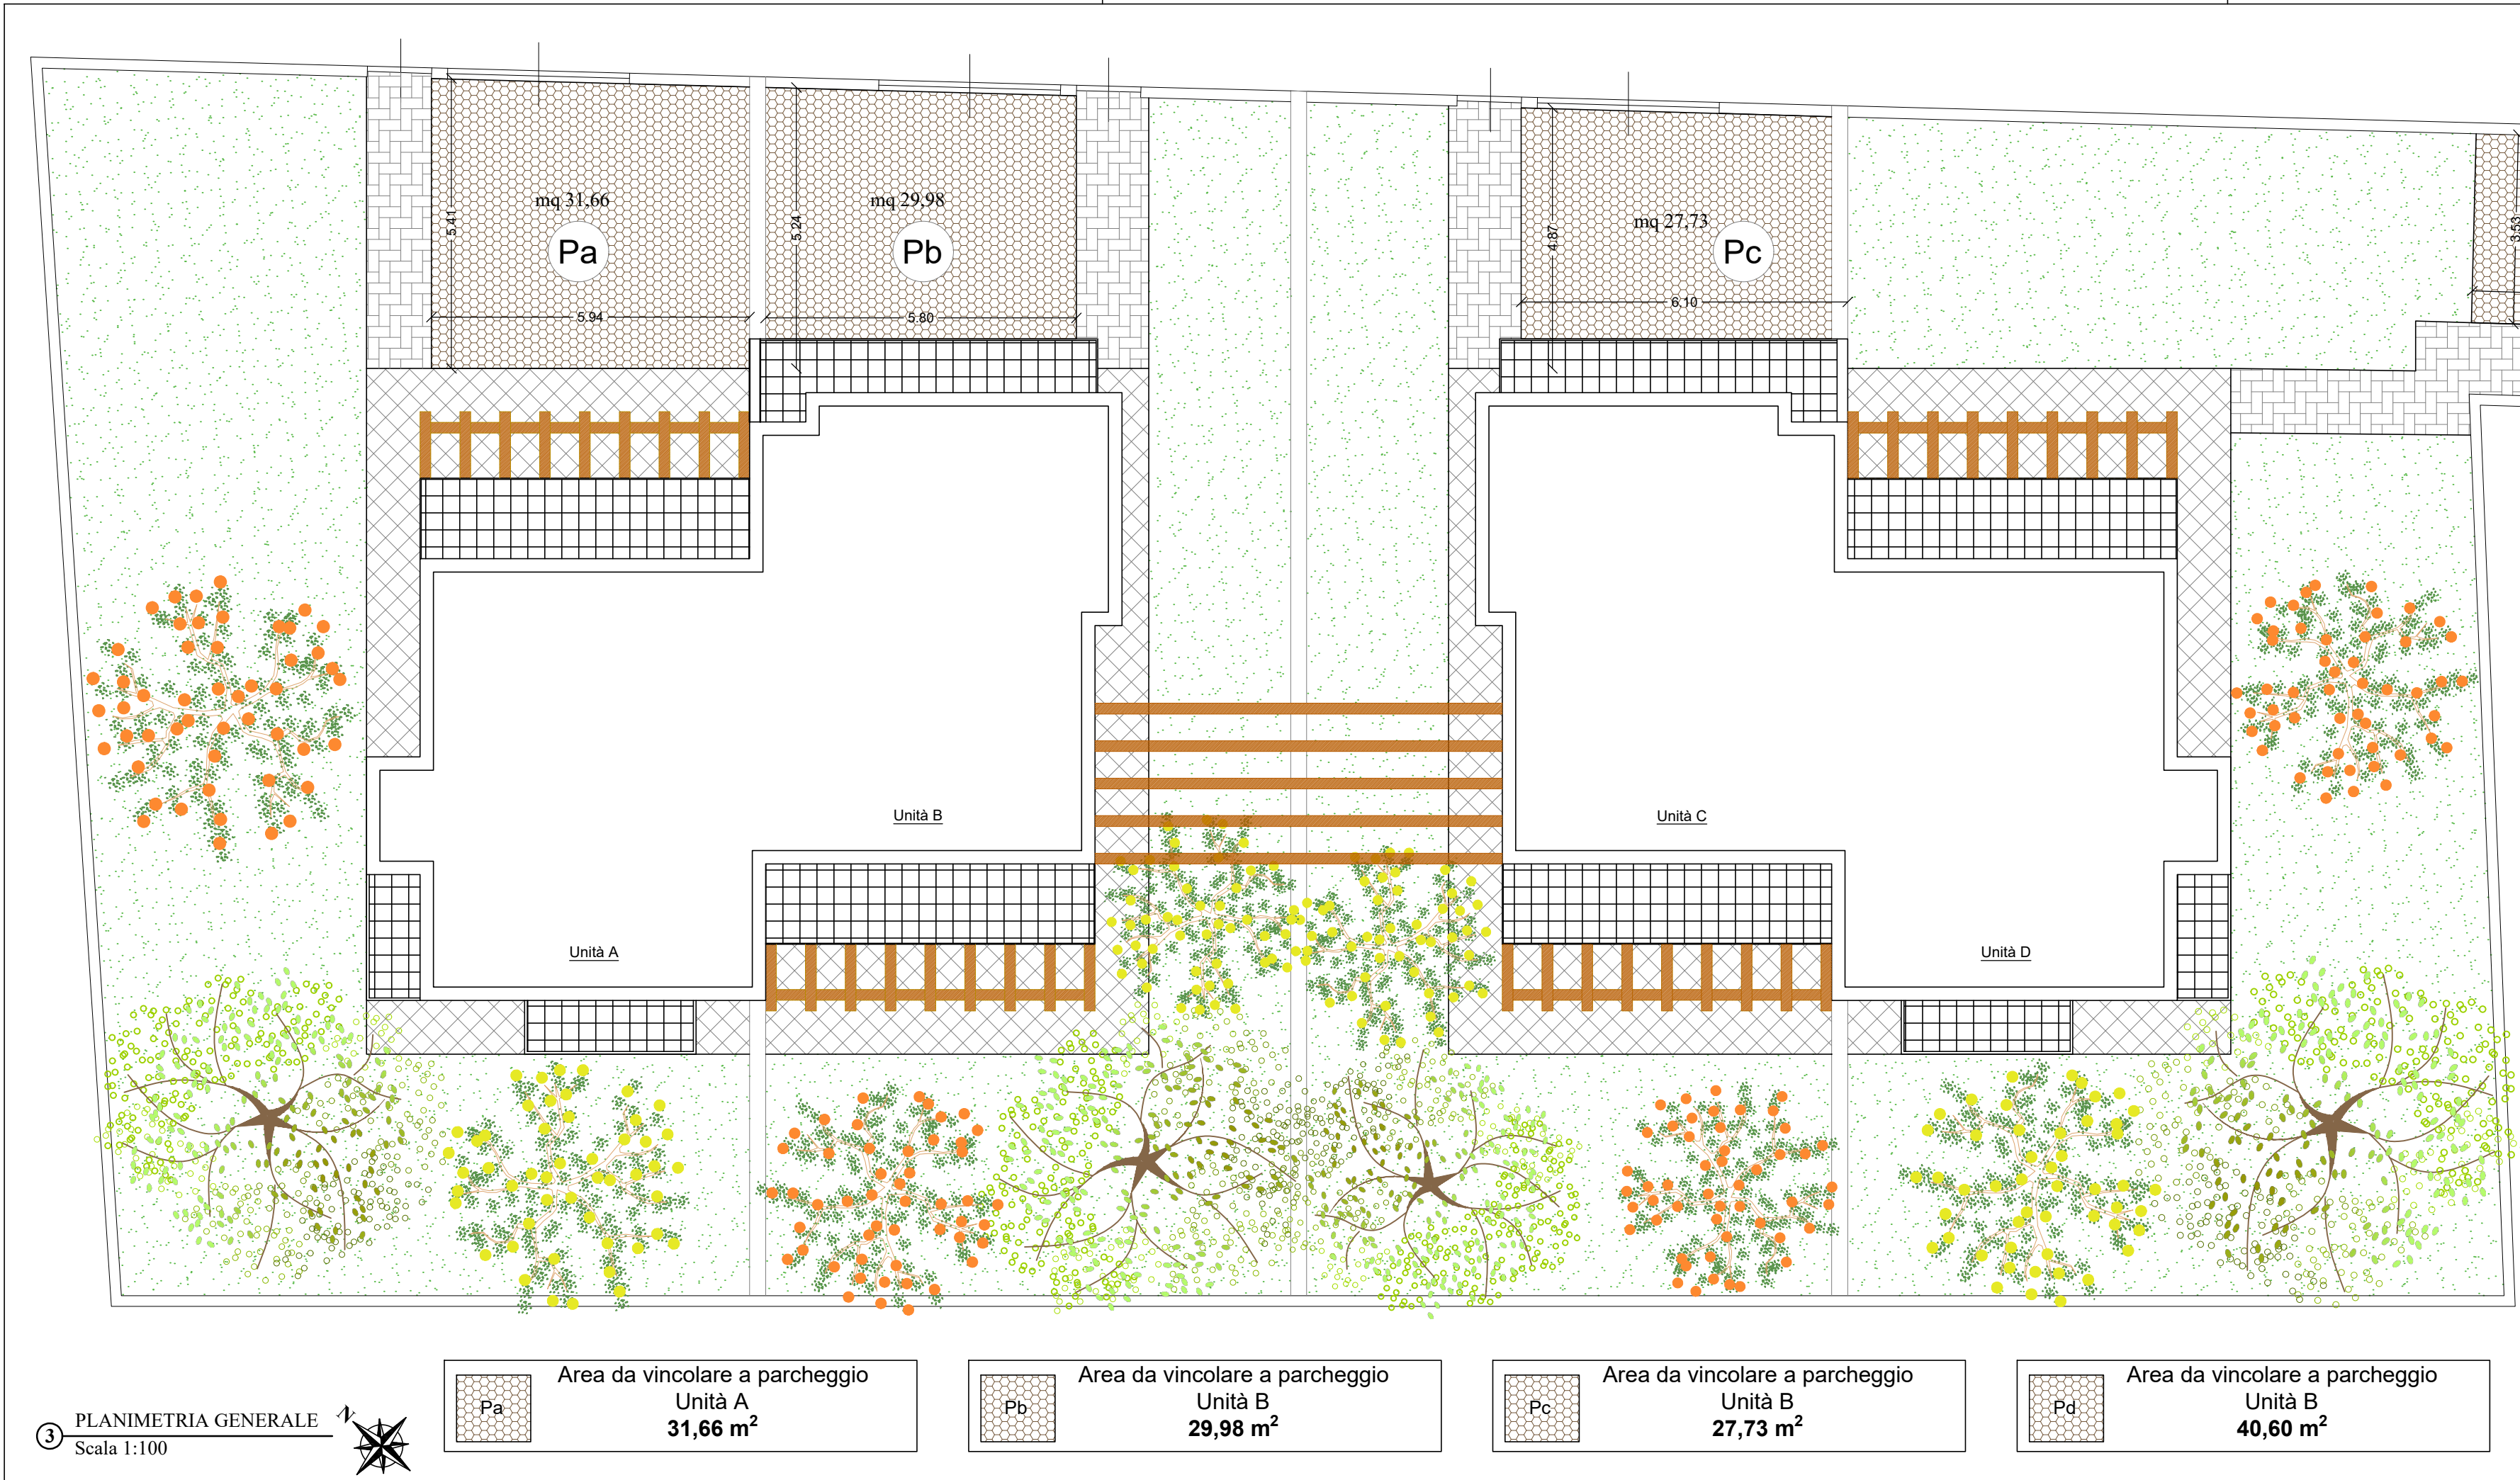 mq 31,66
Pa
5.41
5.94
mq 29,98
Pb
5.24
5.80
mq 27,73
Pc
4.87
6.10
3.53
Unità B
Unità C
Unità A
Unità D
Pa
Area da vincolare a parcheggio
Unità A
31,66 m²
Pb
Area da vincolare a parcheggio
Unità B
29,98 m²
Pc
Area da vincolare a parcheggio
Unità B
27,73 m²
Pd
Area da vincolare a parcheggio
Unità B
40,60 m²
3
PLANIMETRIA GENERALE
Scala 1:100
N